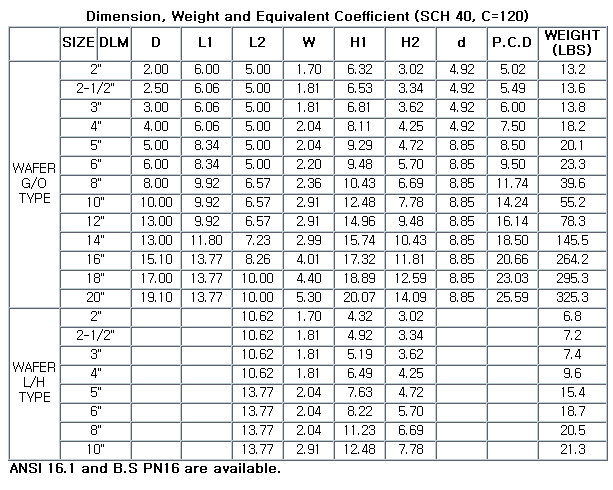 Dimension, Weight and Equivalent Coefficient (SCH 40, C=120)
SIZE DLM D L1 L2 W H1 H2 d P.C.D WEIGHT (LBS)
WAFER G/O TYPE
2" 2.00 6.00 5.00 1.70 6.32 3.02 4.92 5.02 13.2
2-1/2" 2.50 6.06 5.00 1.81 6.53 3.34 4.92 5.49 13.6
3" 3.00 6.06 5.00 1.81 6.81 3.62 4.92 6.00 13.8
4" 4.00 6.06 5.00 2.04 8.11 4.25 4.92 7.50 18.2
5" 5.00 8.34 5.00 2.04 9.29 4.72 8.85 8.50 20.1
6" 6.00 8.34 5.00 2.20 9.48 5.70 8.85 9.50 23.3
8" 8.00 9.92 6.57 2.36 10.43 6.69 8.85 11.74 39.6
10" 10.00 9.92 6.57 2.91 12.48 7.78 8.85 14.24 55.2
12" 13.00 9.92 6.57 2.91 14.96 9.48 8.85 16.14 78.3
14" 13.00 11.80 7.23 2.99 15.74 10.43 8.85 18.50 145.5
16" 15.10 13.77 8.26 4.01 17.32 11.81 8.85 20.66 264.2
18" 17.00 13.77 10.00 4.40 18.89 12.59 8.85 23.03 295.3
20" 19.10 13.77 10.00 5.30 20.07 14.09 8.85 25.59 325.3
WAFER L/H TYPE
2" 10.62 1.70 4.32 3.02 6.8
2-1/2" 10.62 1.81 4.92 3.34 7.2
3" 10.62 1.81 5.19 3.62 7.4
4" 10.62 1.81 6.49 4.25 9.6
5" 13.77 2.04 7.63 4.72 15.4
6" 13.77 2.04 8.22 5.70 18.7
8" 13.77 2.04 11.23 6.69 20.5
10" 13.77 2.91 12.48 7.78 21.3
ANSI 16.1 and B.S PN16 are available.